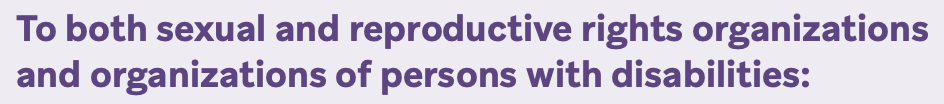 To both sexual and reproductive rights organizations
and organizations of persons with disabilities: